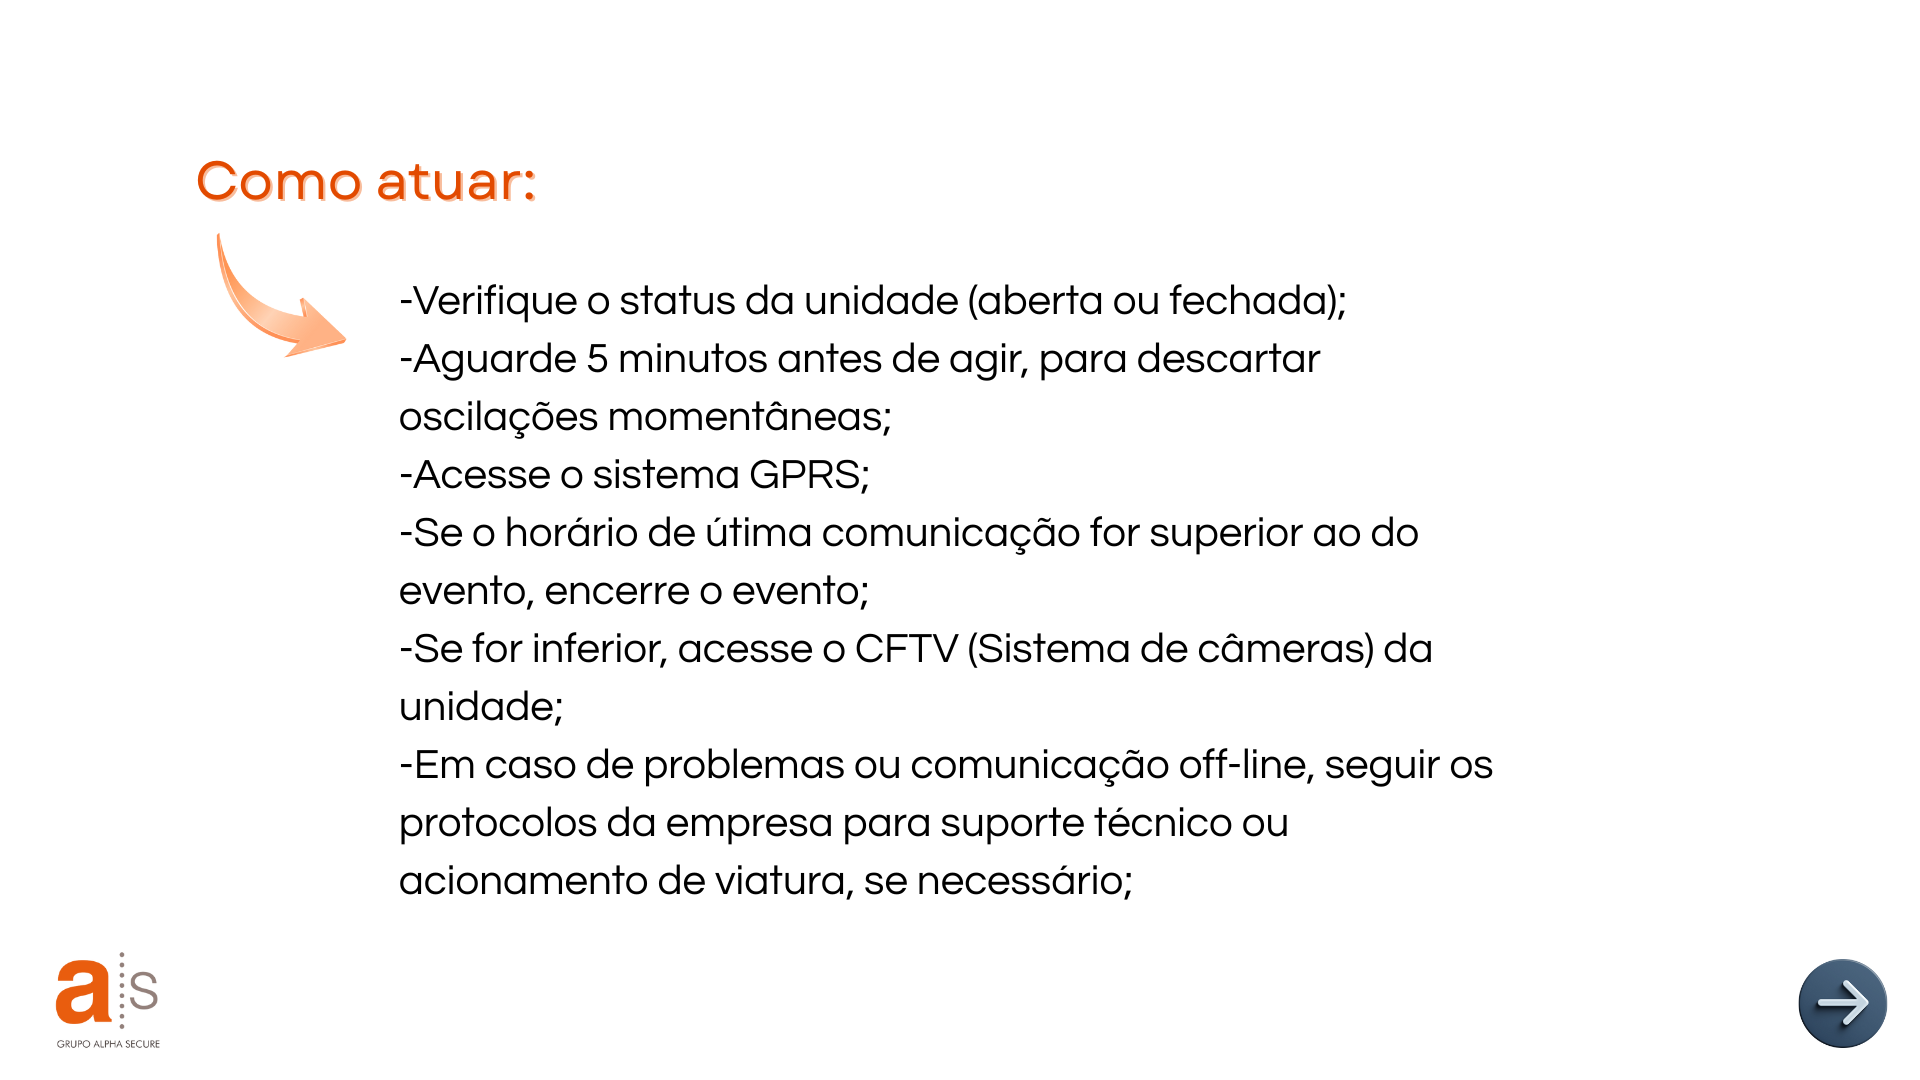 Como atuar:
-Verifique o status da unidade (aberta ou fechada);
-Aguarde 5 minutos antes de agir, para descartar
oscilações momentâneas;
-Acesse o sistema GPRS;
-Se o horário de útima comunicação for superior ao do
evento, encerre o evento;
-Se for inferior, acesse o CFTV (Sistema de câmeras) da
unidade;
-Em caso de problemas ou comunicação off-line, seguir os
protocolos da empresa para suporte técnico ou
acionamento de viatura, se necessário;
a s
GRUPO ALPHA SECURE